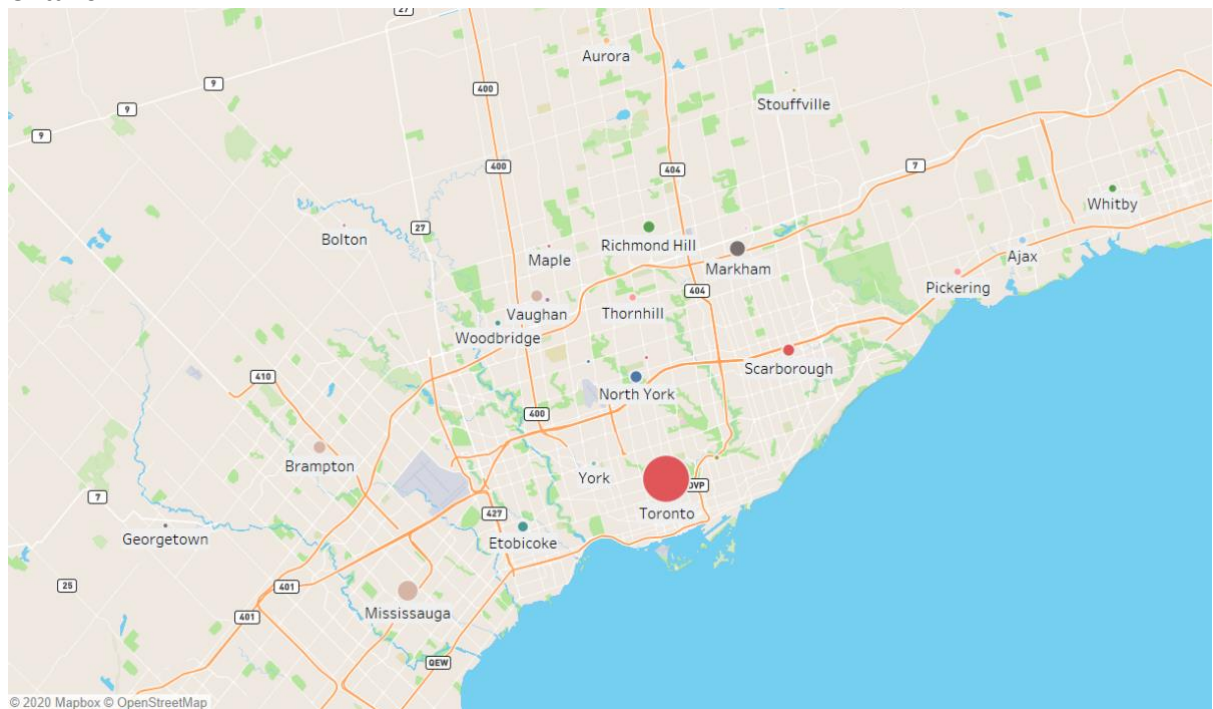 27
Aurora
9
400
Stouffville
9
9
400
7
Whitby
27
Bolton
Richmond Hill
Maple
Markham
Ajax
404
Pickering
Vaughan
Thornhill
Woodbridge
Scarborough
410
North York
400
Brampton
York
DVP
7
Toronto
427
Georgetown
Etobicoke
25
401
Mississauga
401
QEW
© 2020 Mapbox © OpenStreetMap